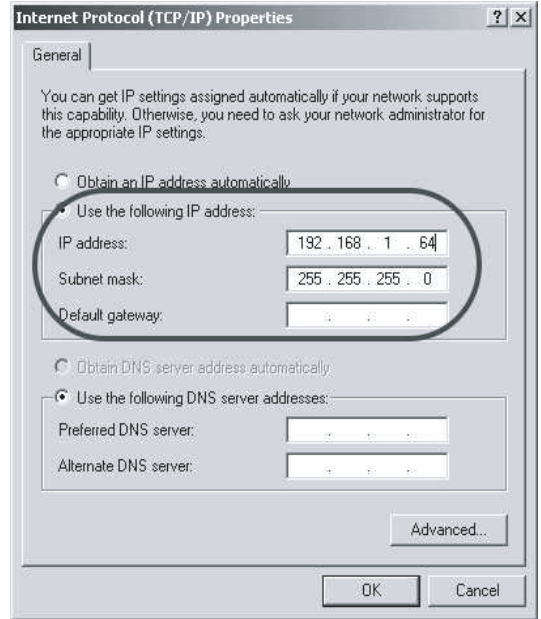 Internet Protocol (TCP/IP) Properties
General
You can get IP settings assigned automatically if your network supports
this capability. Otherwise, you need to ask your network administrator for
the appropriate IP settings.
Obtain an IP address automatically
Use the following IP address:
IP address: 192 . 168 . 1 . 64
Subnet mask: 255 . 255 . 255 . 0
Default gateway: . . .
Obtain DNS server address automatically
Use the following DNS server addresses:
Preferred DNS server: . . .
Alternate DNS server: . . .
Advanced...
OK Cancel